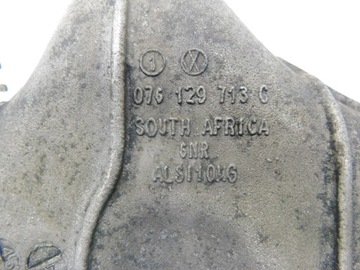 076 129 713 C
SOUTH AFRICA
GNR
ALSI10MG